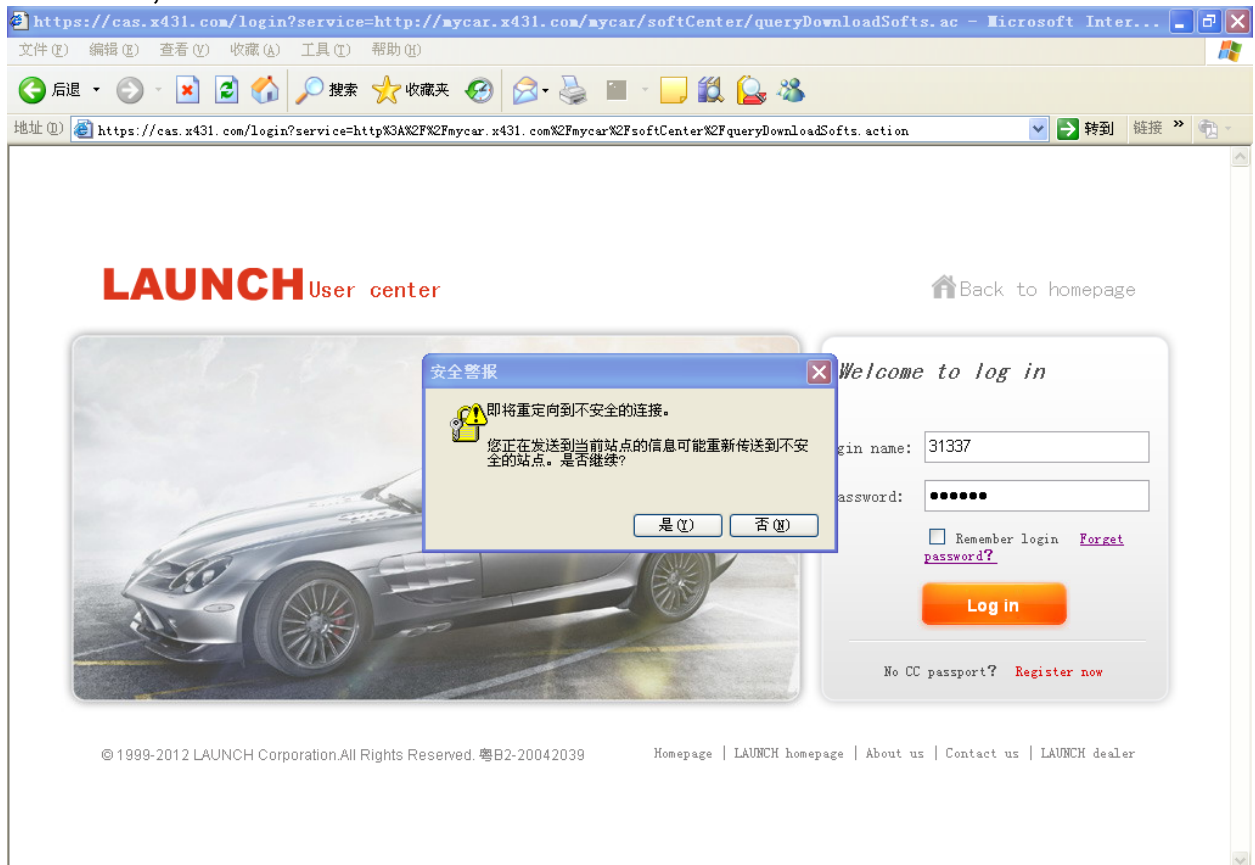 https://cas.x431.com/login?service=http://mycar.x431.com/mycar/softCenter/queryDownloadSofts.ac - Microsoft Inter...
文件(F) 编辑(E) 查看(V) 收藏(A) 工具(T) 帮助(H)
后退 搜索 收藏夹
地址(D) https://cas.x431.com/login?service=http%3A%2F%2Fmycar.x431.com%2Fmycar%2FsoftCenter%2FqueryDownloadSofts.action 转到 链接 »
LAUNCH User center
Back to homepage
安全警报
即将重定向到不安全的连接。
您正在发送到当前站点的信息可能重新传送到不安
全的站点。是否继续?
是(Y) 否(N)
Welcome to log in
gin name: 31337
assword: ●●●●●●
Remember login Forget
password?
Log in
No CC passport? Register now
©1999-2012 LAUNCH Corporation.All Rights Reserved. 粤B2-20042039
Homepage | LAUNCH homepage | About us | Contact us | LAUNCH dealer